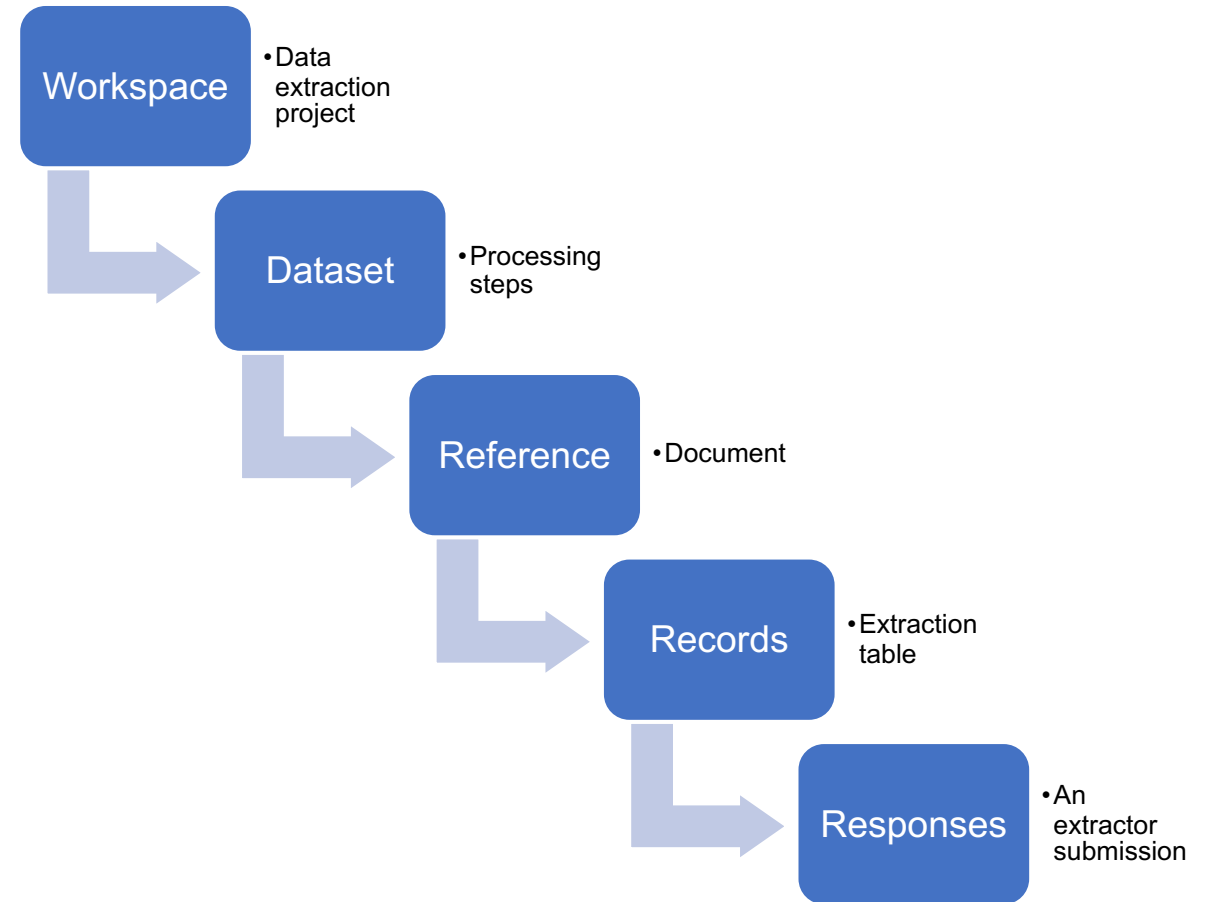 Workspace
•Data
extraction
project
Dataset
•Processing
steps
Reference
•Document
Records
•Extraction
table
Responses
•An
extractor
submission